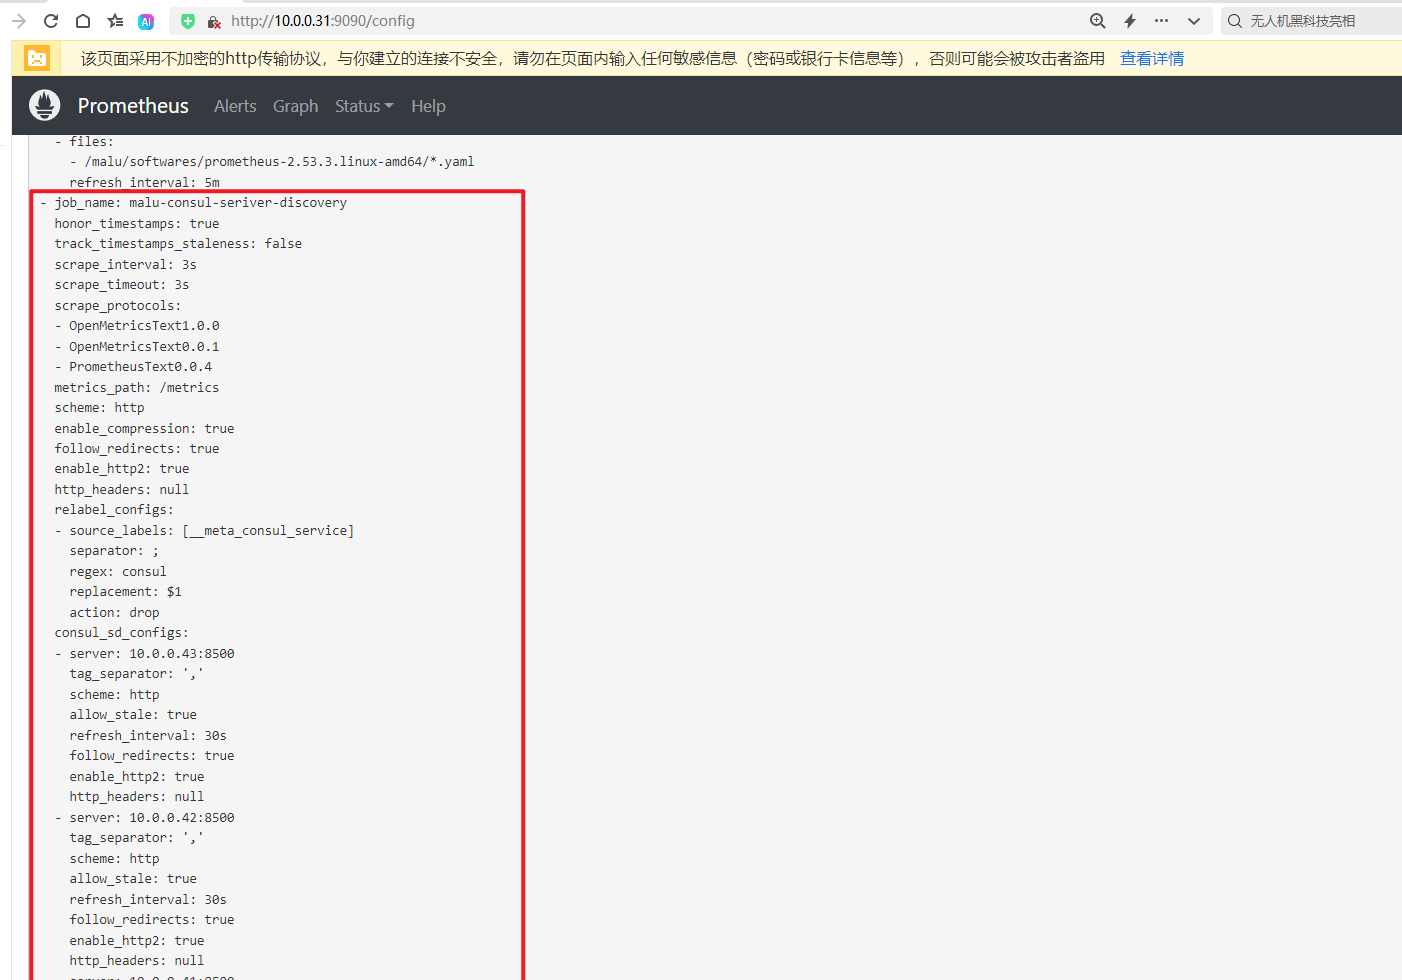 http://10.0.0.31:9090/config
无人机黑科技亮相
该页面采用不加密的http传输协议，与你建立的连接不安全，请勿在页面内输入任何敏感信息（密码或银行卡信息等），否则可能会被攻击者盗用 查看详情
Prometheus Alerts Graph Status Help
- files:
- /malu/softwares/prometheus-2.53.3.linux-amd64/*.yaml
refresh_interval: 5m
- job_name: malu-consul-seriver-discovery
honor_timestamps: true
track_timestamps_staleness: false
scrape_interval: 3s
scrape_timeout: 3s
scrape_protocols:
- OpenMetricsText1.0.0
- OpenMetricsText0.0.1
- PrometheusText0.0.4
metrics_path: /metrics
scheme: http
enable_compression: true
follow_redirects: true
enable_http2: true
http_headers: null
relabel_configs:
- source_labels: [__meta_consul_service]
separator: ;
regex: consul
replacement: $1
action: drop
consul_sd_configs:
- server: 10.0.0.43:8500
tag_separator: ','
scheme: http
allow_stale: true
refresh_interval: 30s
follow_redirects: true
enable_http2: true
http_headers: null
- server: 10.0.0.42:8500
tag_separator: ','
scheme: http
allow_stale: true
refresh_interval: 30s
follow_redirects: true
enable_http2: true
http_headers: null
- server: 10.0.0.41:8500